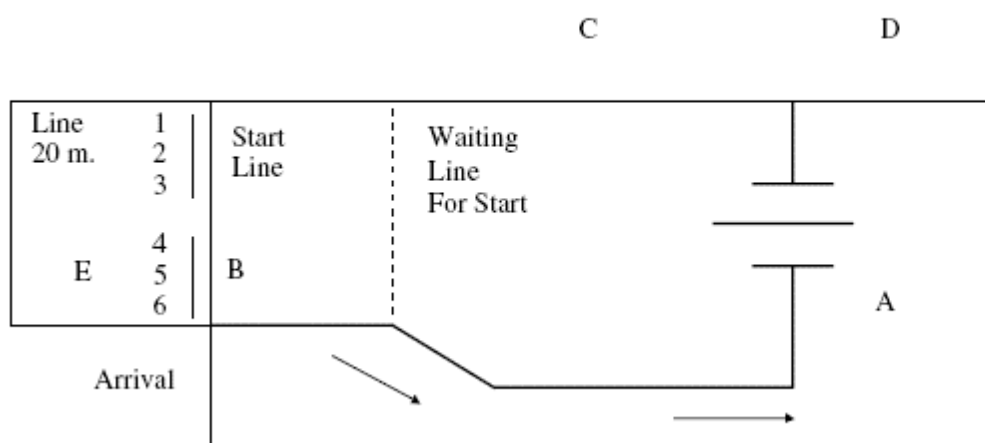 C D
Line 1
20 m. 2
3
Start
Line
Waiting
Line
For Start
4
E 5
6
B
A
Arrival